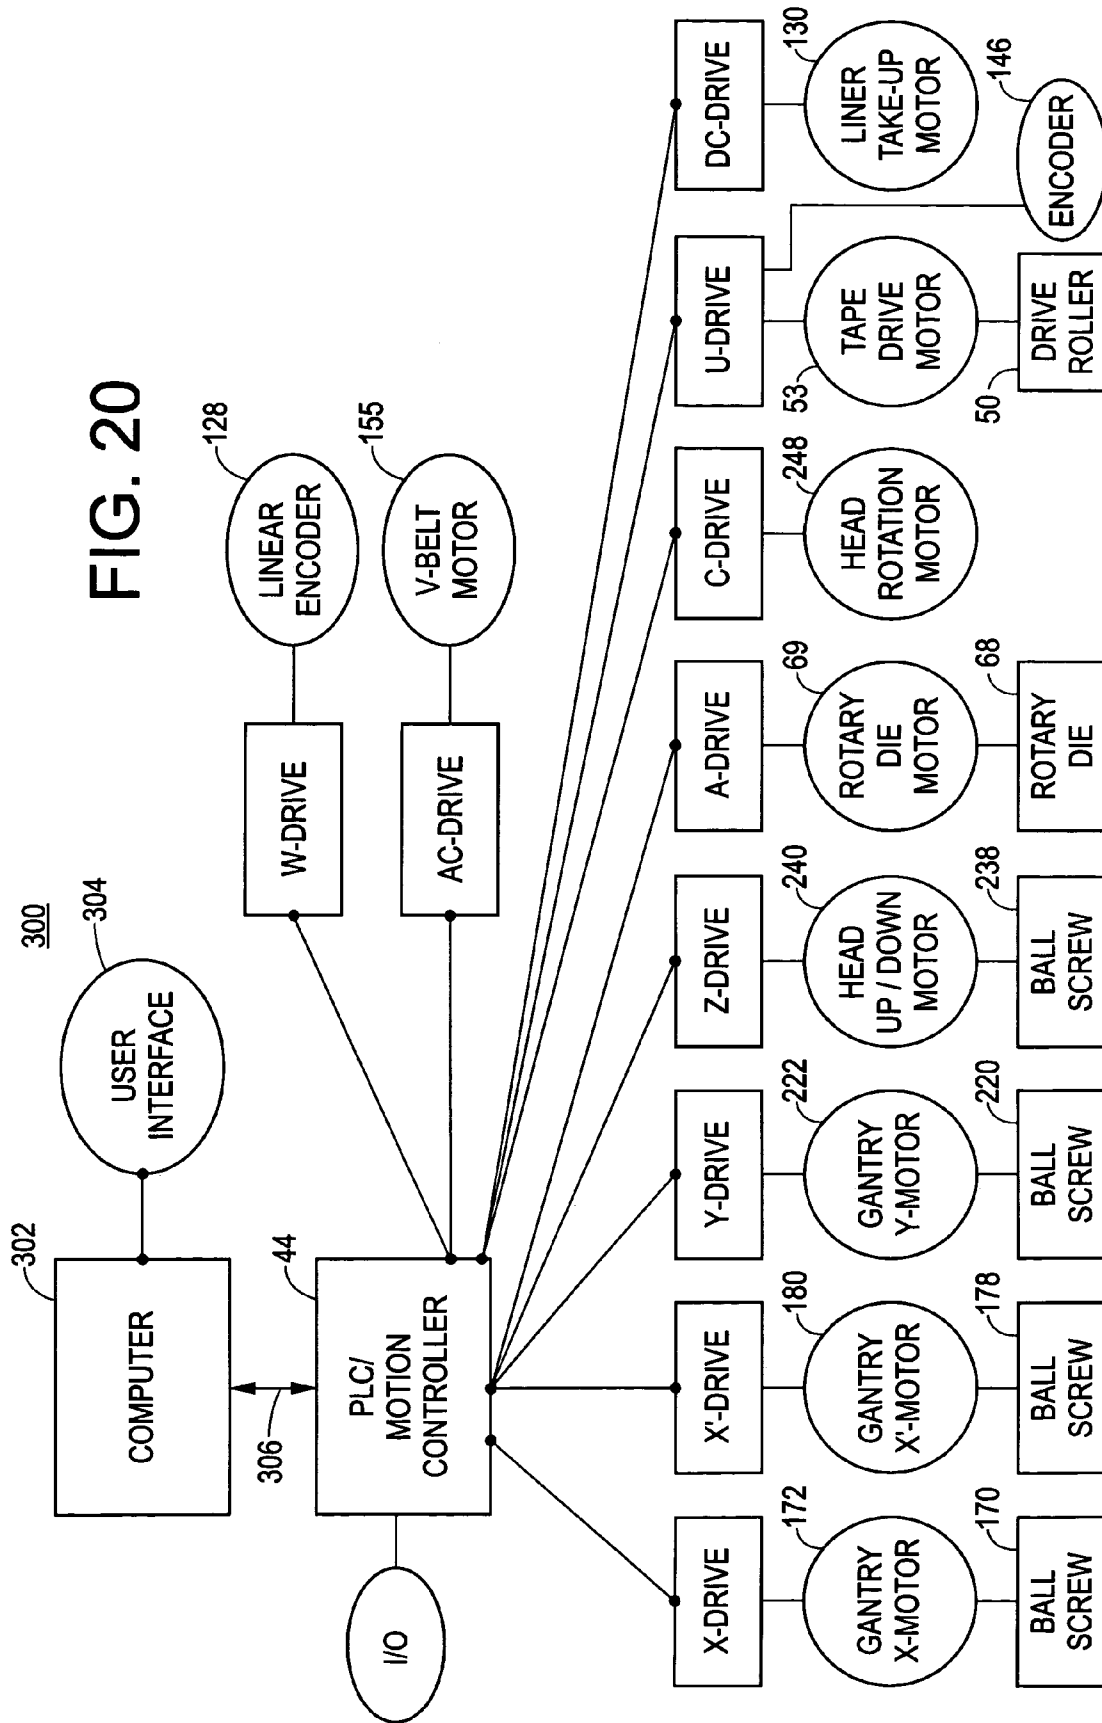 FIG. 20
300
304
USER
INTERFACE
302
COMPUTER
306
44
PLC/
MOTION
CONTROLLER
I/O
W-DRIVE
128
LINEAR
ENCODER
AC-DRIVE
155
V-BELT
MOTOR
X-DRIVE
172
GANTRY
X-MOTOR
170
BALL
SCREW
X'-DRIVE
180
GANTRY
X'-MOTOR
178
BALL
SCREW
Y-DRIVE
222
GANTRY
Y-MOTOR
220
BALL
SCREW
Z-DRIVE
240
HEAD
UP / DOWN
MOTOR
238
BALL
SCREW
A-DRIVE
69
ROTARY
DIE
MOTOR
68
ROTARY
DIE
C-DRIVE
248
HEAD
ROTATION
MOTOR
U-DRIVE
53
TAPE
DRIVE
MOTOR
50
DRIVE
ROLLER
DC-DRIVE
130
LINER
TAKE-UP
MOTOR
146
ENCODER